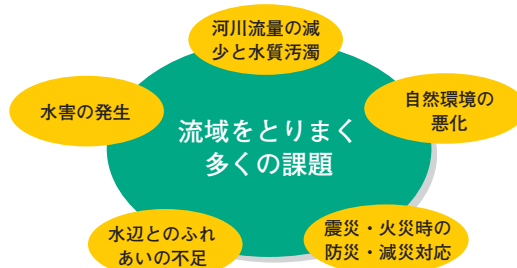 河川流量の減
少と水質汚濁
水害の発生
自然環境の
悪化
流域をとりまく
多くの課題
水辺とのふれ
あいの不足
震災・火災時の
防災・減災対応